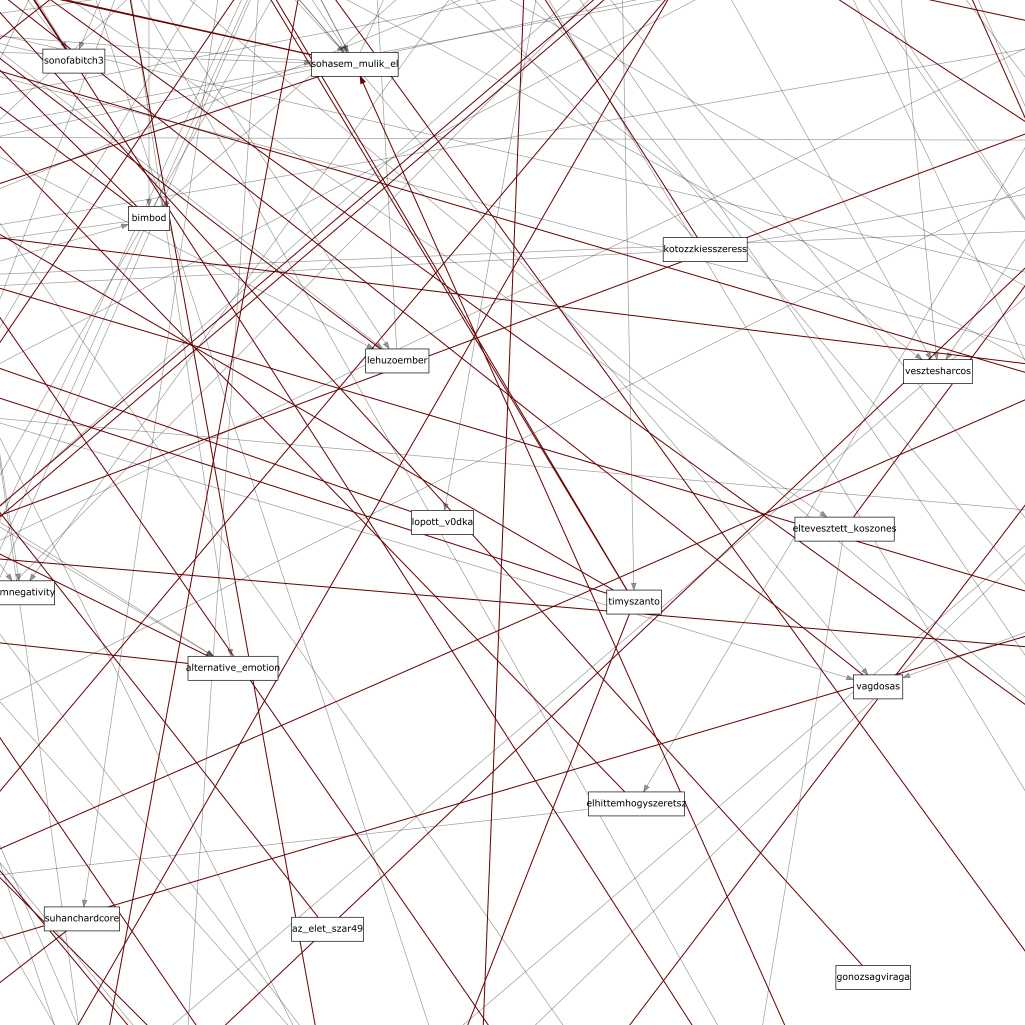 sonofabitch3
sohasem_mulik_el
bimbod
kotozzkiesszeress
lehuzoember
vesztesharcos
lopott_v0dka
eltevesztett_koszones
mnegativity
timyszanto
alternative_emotion
vagdosas
elhittemhogyszeretsz
suhanchardcore
az_elet_szar49
gonozsagviraga